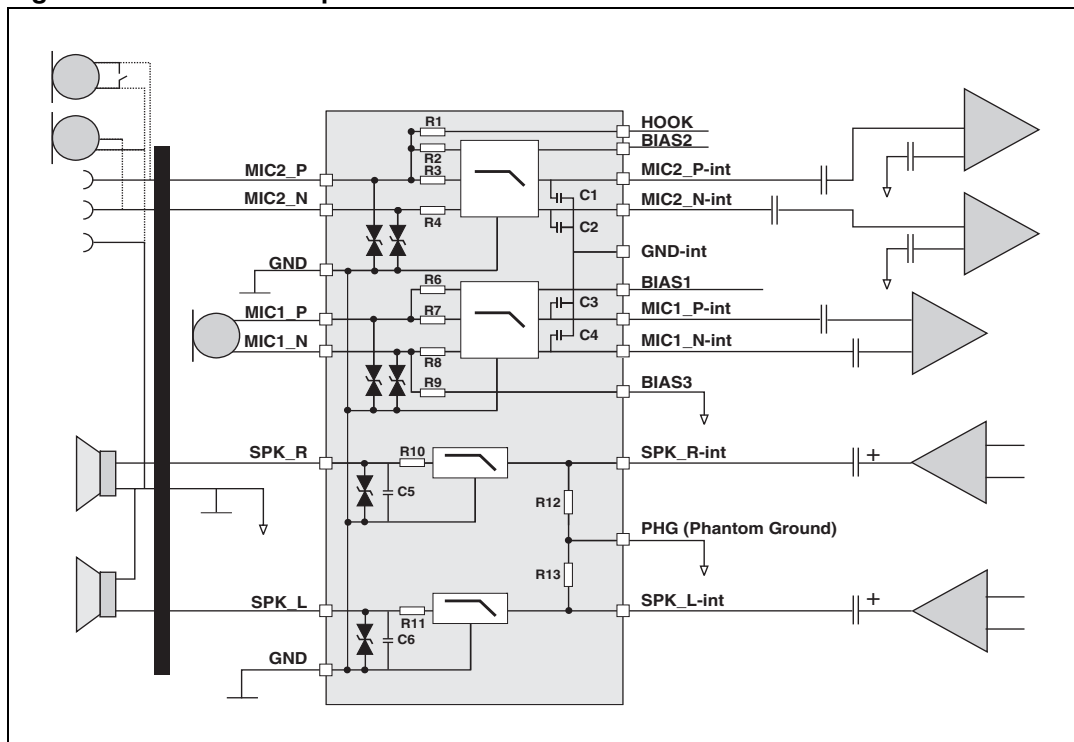 R1
HOOK
BIAS2
R2
MIC2_P
R3
MIC2_P-int
C1
MIC2_N
R4
MIC2_N-int
C2
GND
GND-int
R6
BIAS1
C3
MIC1_P
R7
MIC1_P-int
C4
MIC1_N
R8
MIC1_N-int
R9
BIAS3
SPK_R
R10
SPK_R-int
+
C5
R12
PHG (Phantom Ground)
R13
SPK_L
R11
SPK_L-int
+
C6
GND